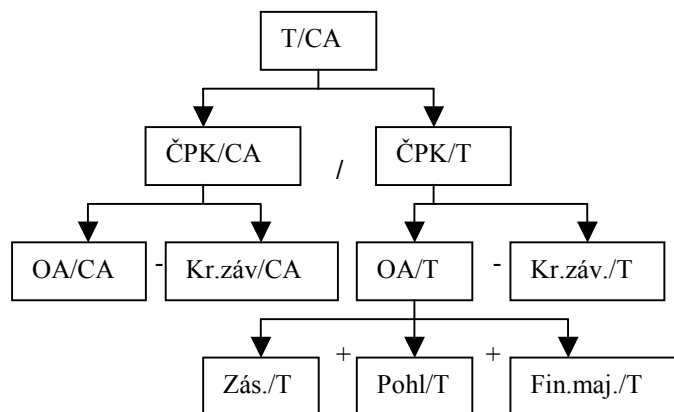 T/CA
ČPK/CA / ČPK/T
OA/CA - Kr.záv/CA OA/T - Kr.záv./T
Zás./T + Pohl/T + Fin.maj./T